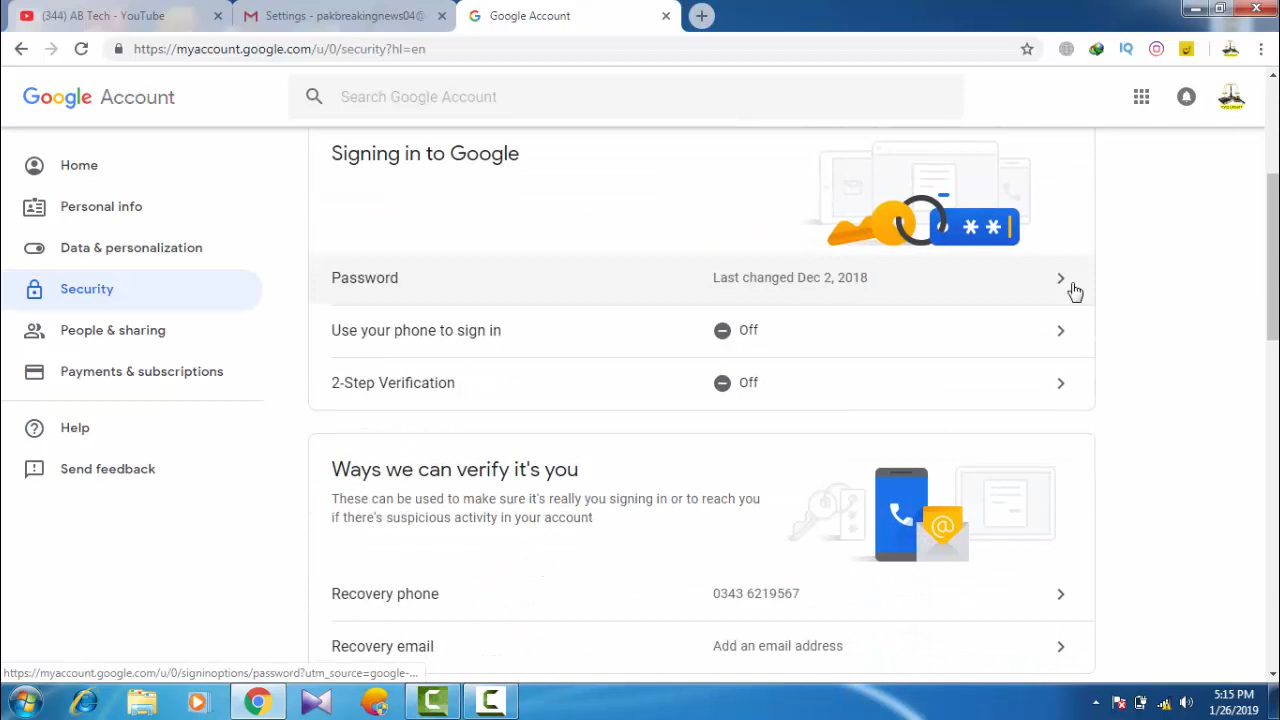 (344) AB Tech - YouTube
Settings - pakbreakingnews04@
Google Account
https://myaccount.google.com/u/0/security?hl=en
Google Account
Search Google Account
Home
Personal info
Data & personalization
Security
People & sharing
Payments & subscriptions
Help
Send feedback
Signing in to Google
**
Password
Last changed Dec 2, 2018
Use your phone to sign in
Off
2-Step Verification
Off
Ways we can verify it's you
These can be used to make sure it's really you signing in or to reach you
if there's suspicious activity in your account
@
Recovery phone
0343 6219567
Recovery email
Add an email address
https://myaccount.google.com/u/0/signinoptions/password?utm_source=google-...
5:15 PM
1/26/2019